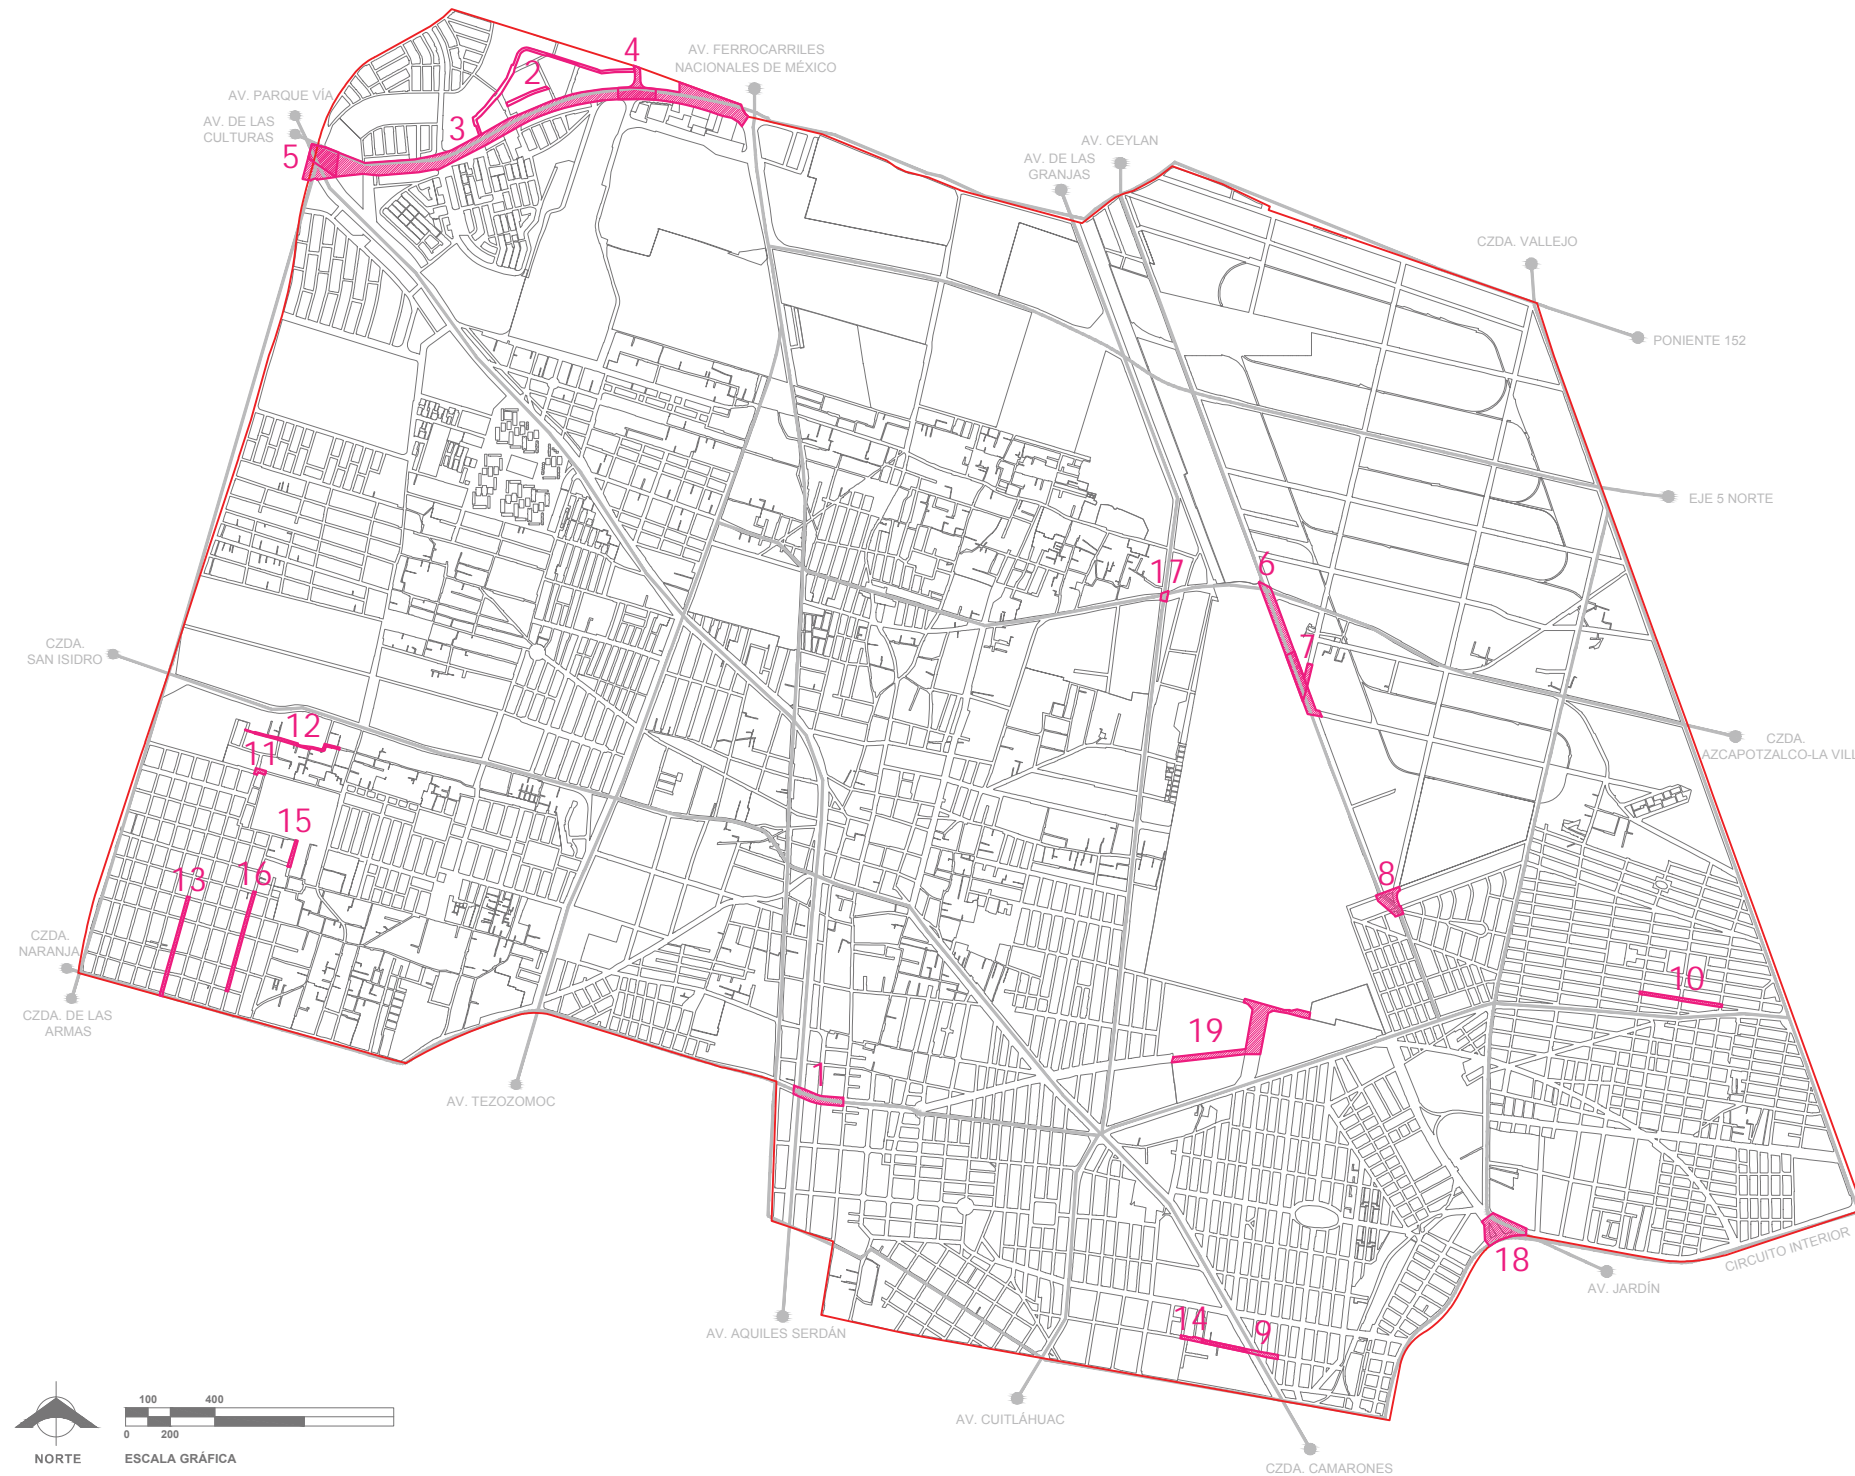 4
AV. FERROCARRILES
NACIONALES DE MÉXICO
2
AV. PARQUE VÍA
AV. DE LAS
CULTURAS
3
5
AV. CEYLAN
AV. DE LAS
GRANJAS
CZDA. VALLEJO
PONIENTE 152
EJE 5 NORTE
17
6
7
CZDA.
SAN ISIDRO
12
11
CZDA.
AZCAPOTZALCO-LA VILL
15
13
16
8
CZDA.
NARANJA
10
CZDA. DE LAS
ARMAS
19
1
AV. TEZOZOMOC
CIRCUITO INTERIOR
18
AV. JARDÍN
14
9
AV. AQUILES SERDÁN
AV. CUITLÁHUAC
CZDA. CAMARONES
100
400
0
200
NORTE
ESCALA GRÁFICA